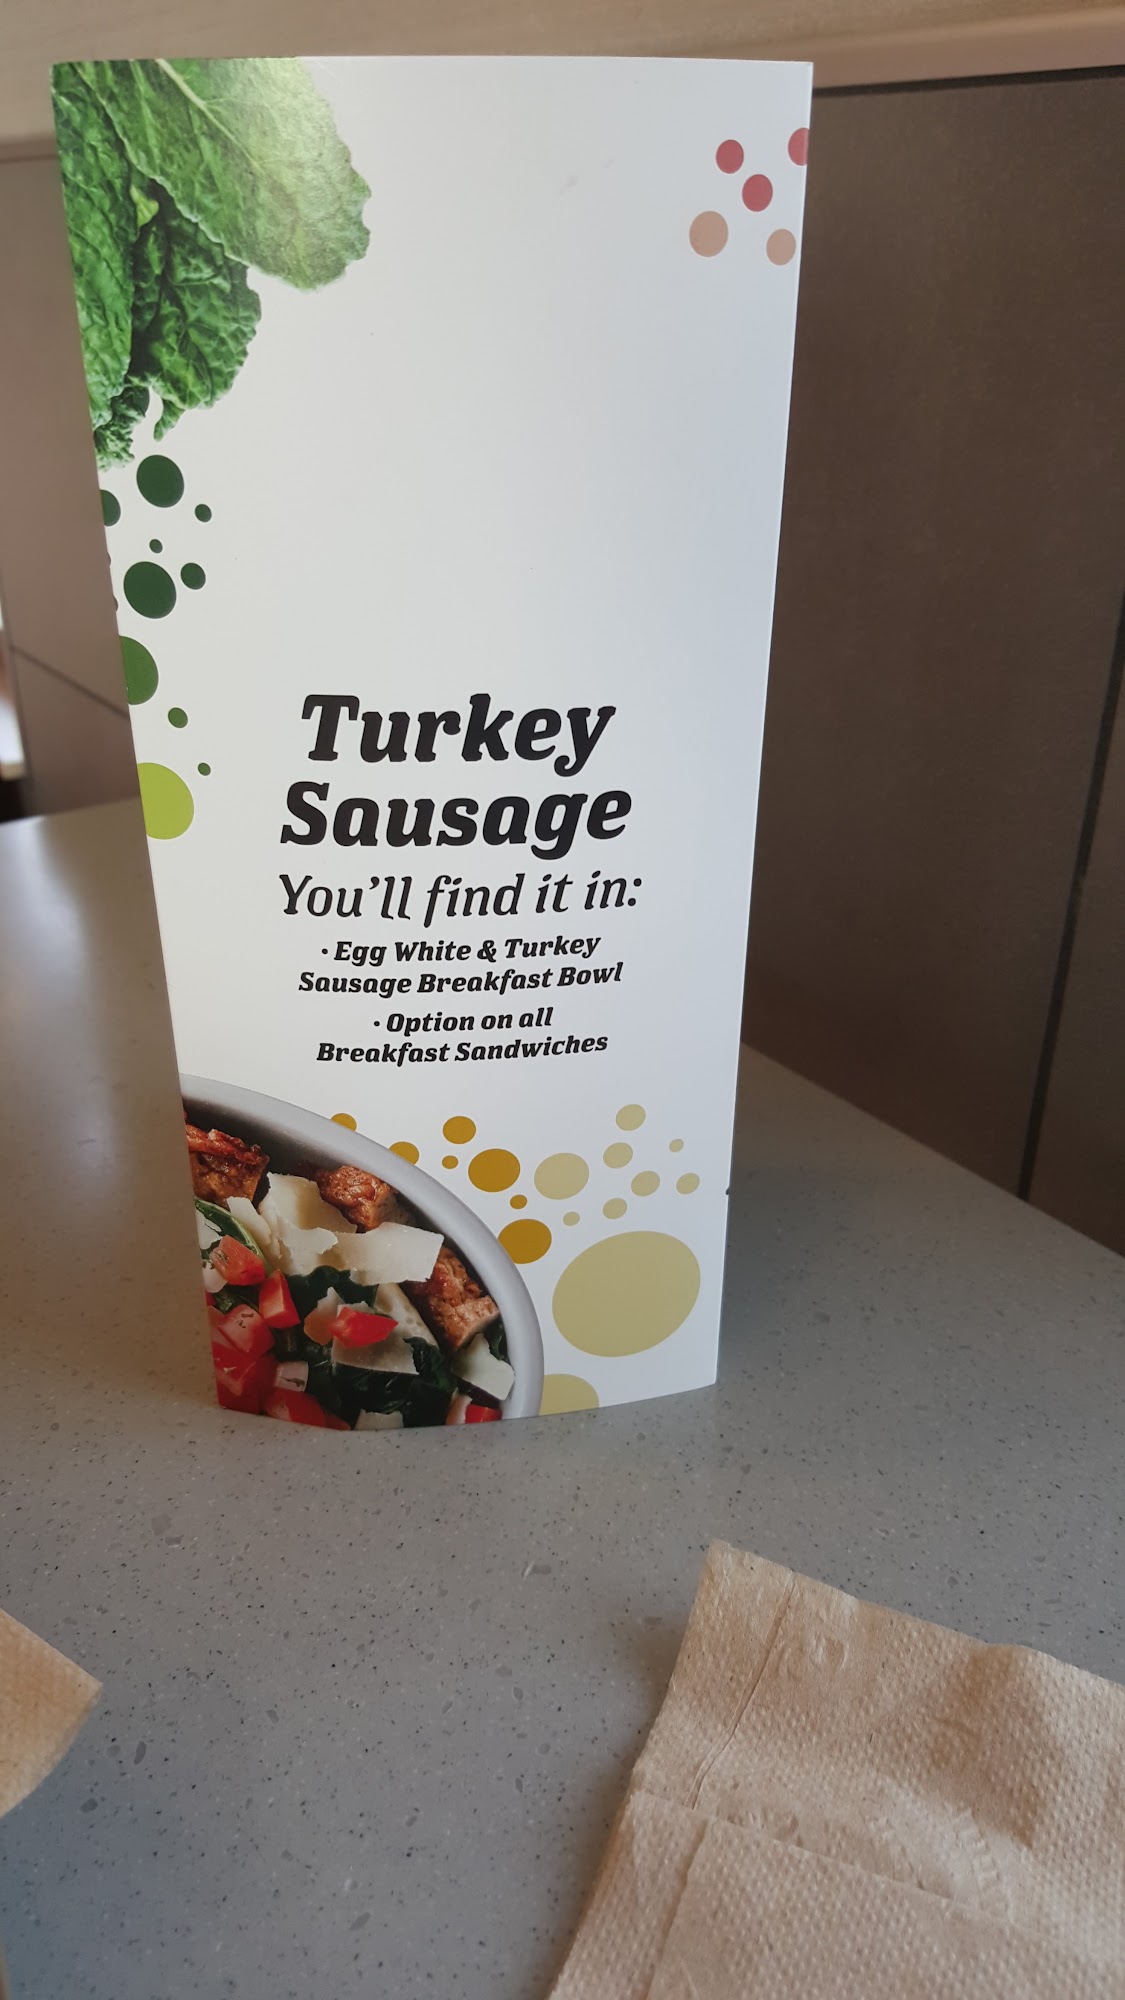 Turkey
Sausage
You'll find it in:
· Egg White & Turkey
Sausage Breakfast Bowl
· Option on all
Breakfast Sandwiches